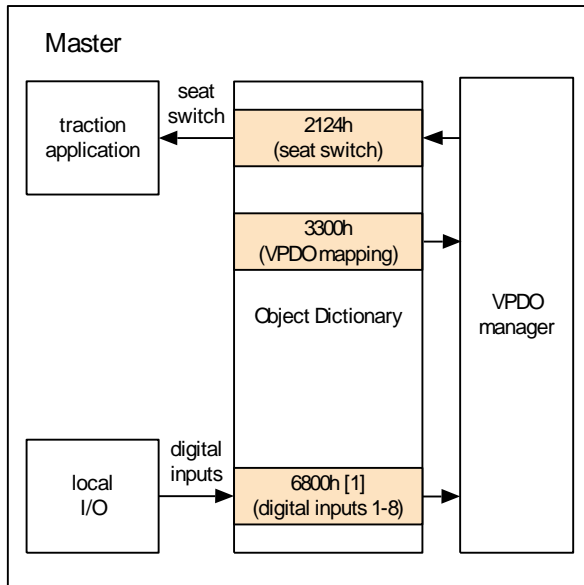 Master
seat
switch
traction
application
2124h
(seat switch)
3300h
(VPDO mapping)
Object Dictionary
VPDO
manager
digital
inputs
local
I/O
6800h [1]
(digital inputs 1-8)